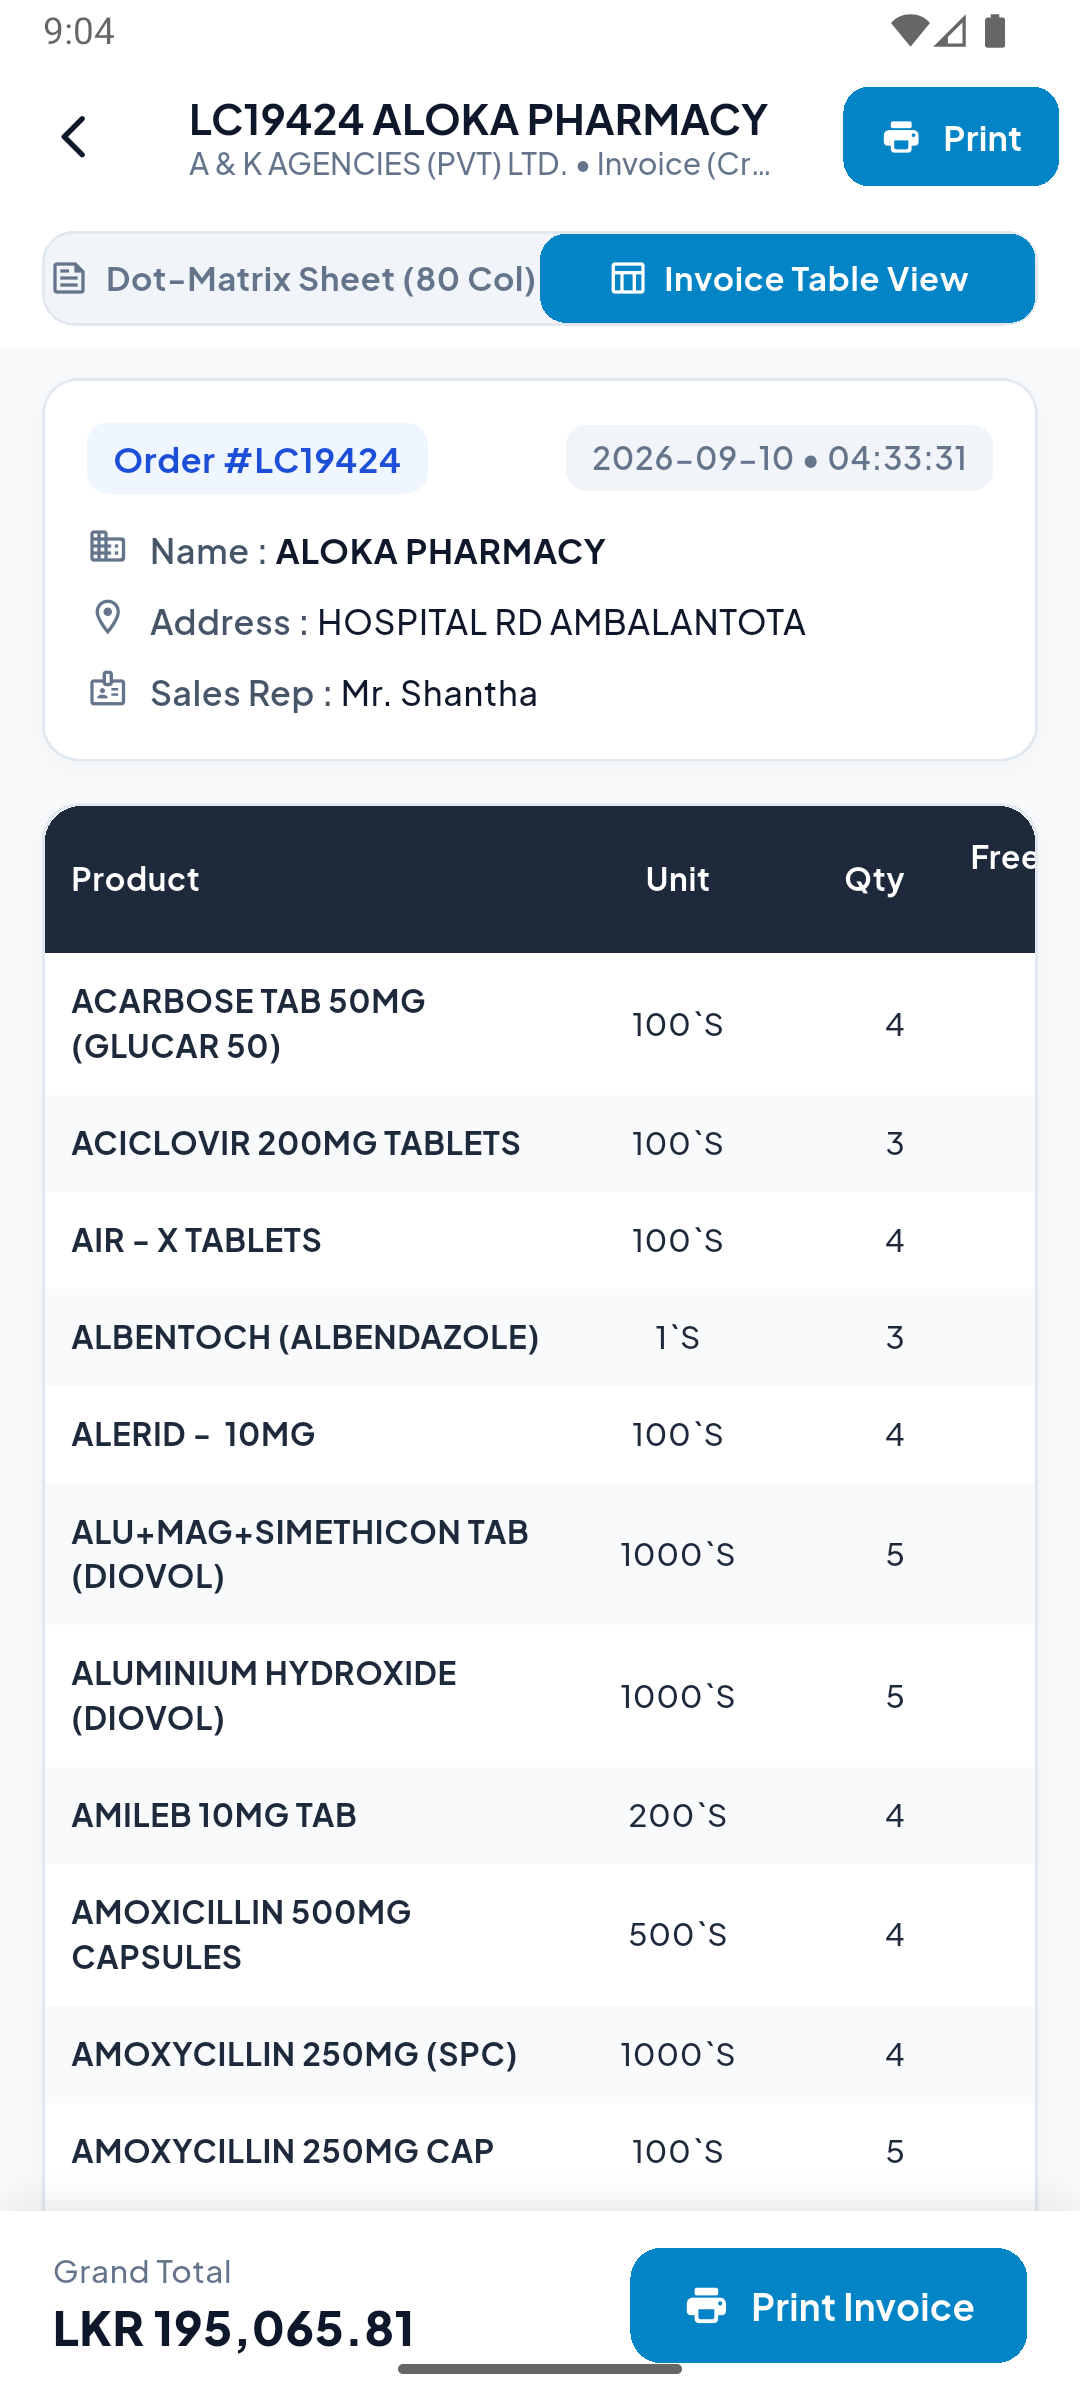 9:04
LC19424 ALOKA PHARMACY
A & K AGENCIES (PVT) LTD. • Invoice (Cr...
Print
Dot-Matrix Sheet (80 Col)
Invoice Table View
Order #LC19424
2026-09-10 • 04:33:31
Name : ALOKA PHARMACY
Address : HOSPITAL RD AMBALANTOTA
Sales Rep : Mr. Shantha
Product Unit Qty Free
ACARBOSE TAB 50MG
(GLUCAR 50)
100`S 4
ACICLOVIR 200MG TABLETS 100`S 3
AIR - X TABLETS 100`S 4
ALBENTOCH (ALBENDAZOLE) 1`S 3
ALERID - 10MG 100`S 4
ALU+MAG+SIMETHICON TAB
(DIOVOL)
1000`S 5
ALUMINIUM HYDROXIDE
(DIOVOL)
1000`S 5
AMILEB 10MG TAB 200`S 4
AMOXICILLIN 500MG
CAPSULES
500`S 4
AMOXYCILLIN 250MG (SPC) 1000`S 4
AMOXYCILLIN 250MG CAP 100`S 5
Grand Total
LKR 195,065.81
Print Invoice